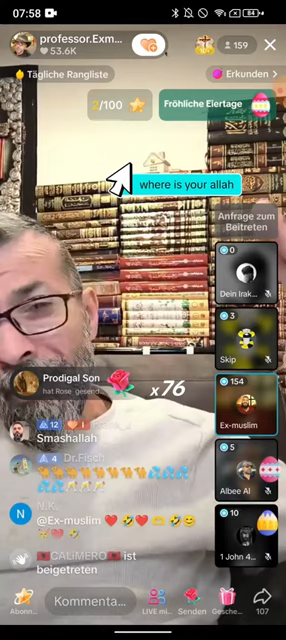 07:58
professor.Exm...
53.6K
159
Tägliche Rangliste
Erkunden >
2/100
Fröhliche Eiertage
where is your allah
Anfrage zum
Beitreten
0
Dein Irak...
3
Skip
154
Ex-muslim
5
Albee Al
10
1 John 4...
Prodigal Son
hat Rose gesend...
x76
12
1
Smashallah
4
Dr.Fisch
N
N.K.
@Ex-muslim
CALiMERO
ist
beigetreten
Abonn...
Kommenta...
LIVE mi...
Senden
Gesche...
107